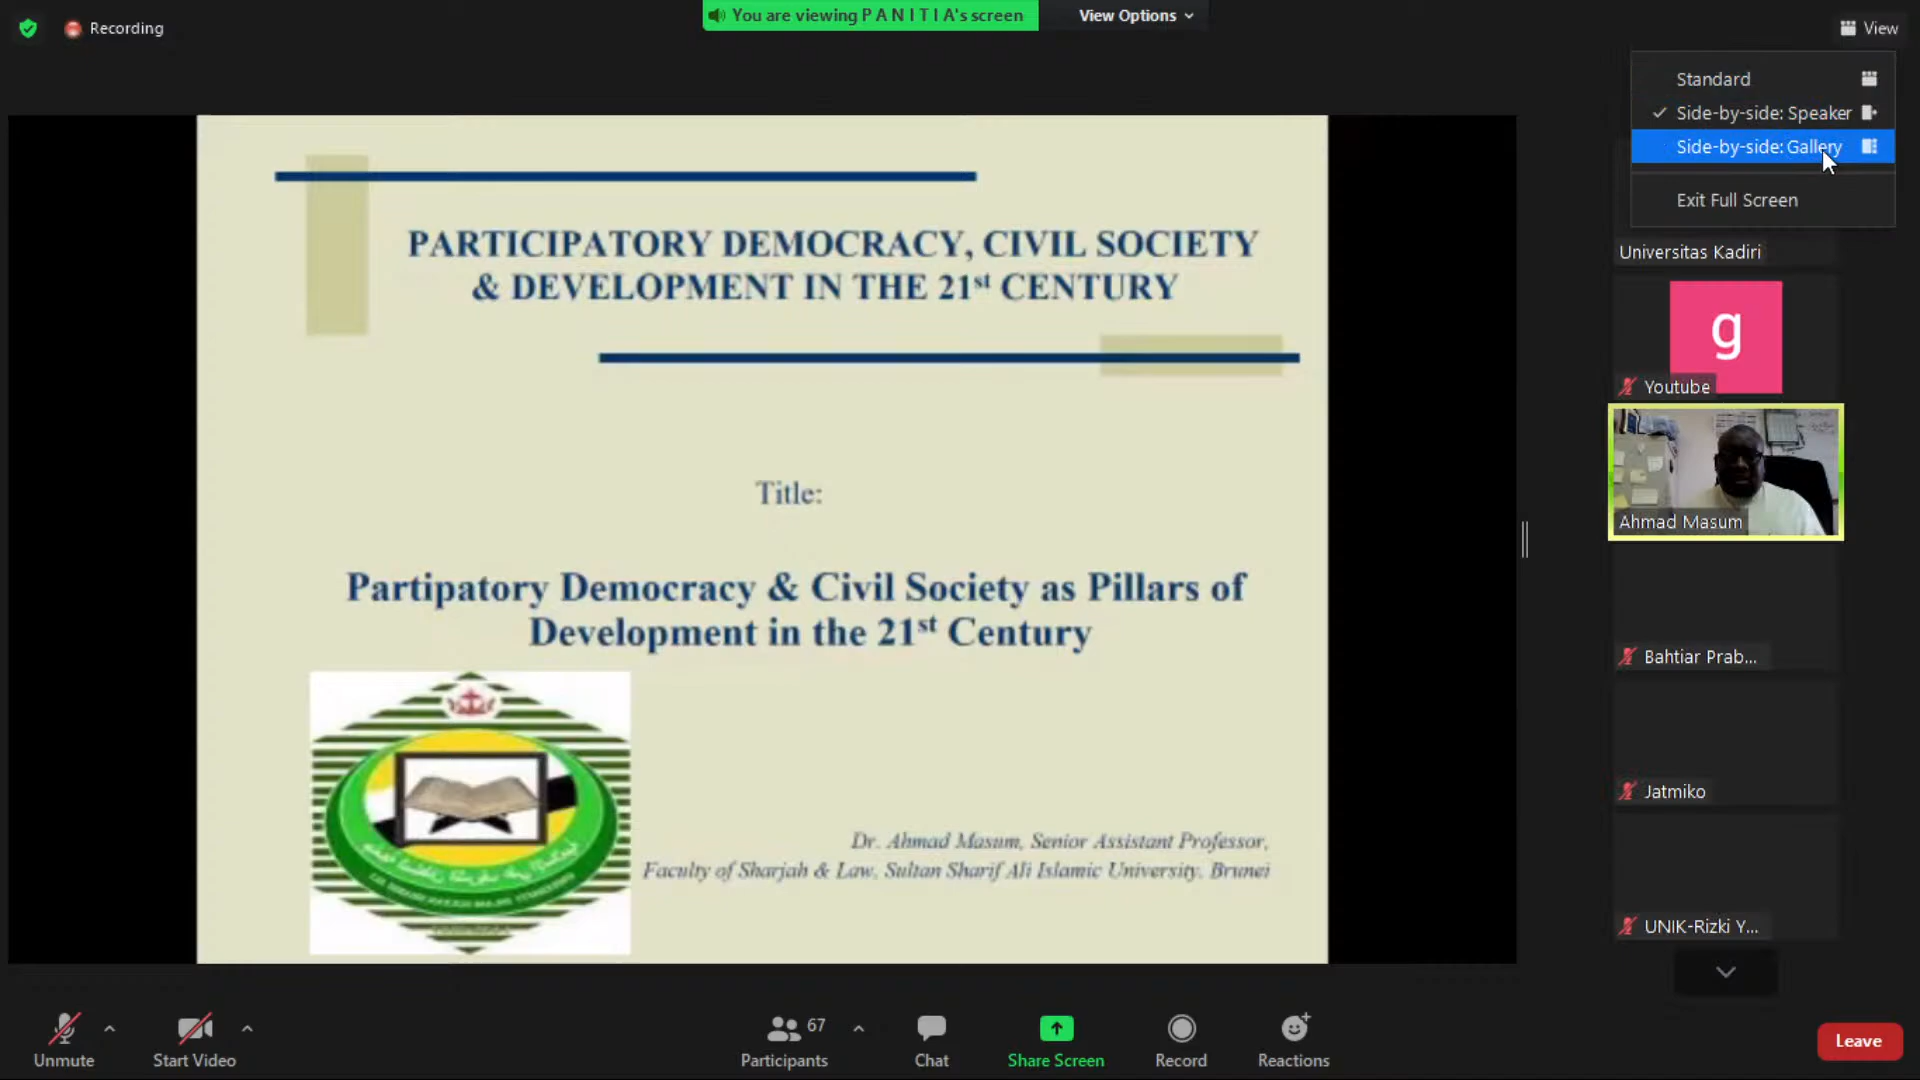 Recording
You are viewing P A N I T I A's screen
View Options
View
Standard
Side-by-side: Speaker
Side-by-side: Gallery
Exit Full Screen
PARTICIPATORY DEMOCRACY, CIVIL SOCIETY
& DEVELOPMENT IN THE 21st CENTURY
Title:
Partipatory Democracy & Civil Society as Pillars of
Development in the 21st Century
Dr. Ahmad Masum, Senior Assistant Professor,
Faculty of Sharjah & Law, Sultan Sharif Ali Islamic University, Brunei
Universitas Kadiri
g
Youtube
Ahmad Masum
Bahtiar Prab...
Jatmiko
UNIK-Rizki Y...
Unmute
Start Video
67
Participants
Chat
Share Screen
Record
Reactions
Leave